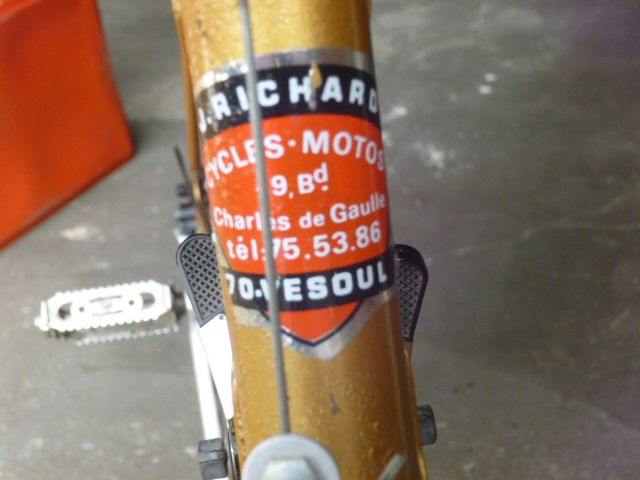 J. RICHARD
CYCLES · MOTOS
9, Bd
Charles de Gaulle
tél: 75.53.86
70-VESOUL